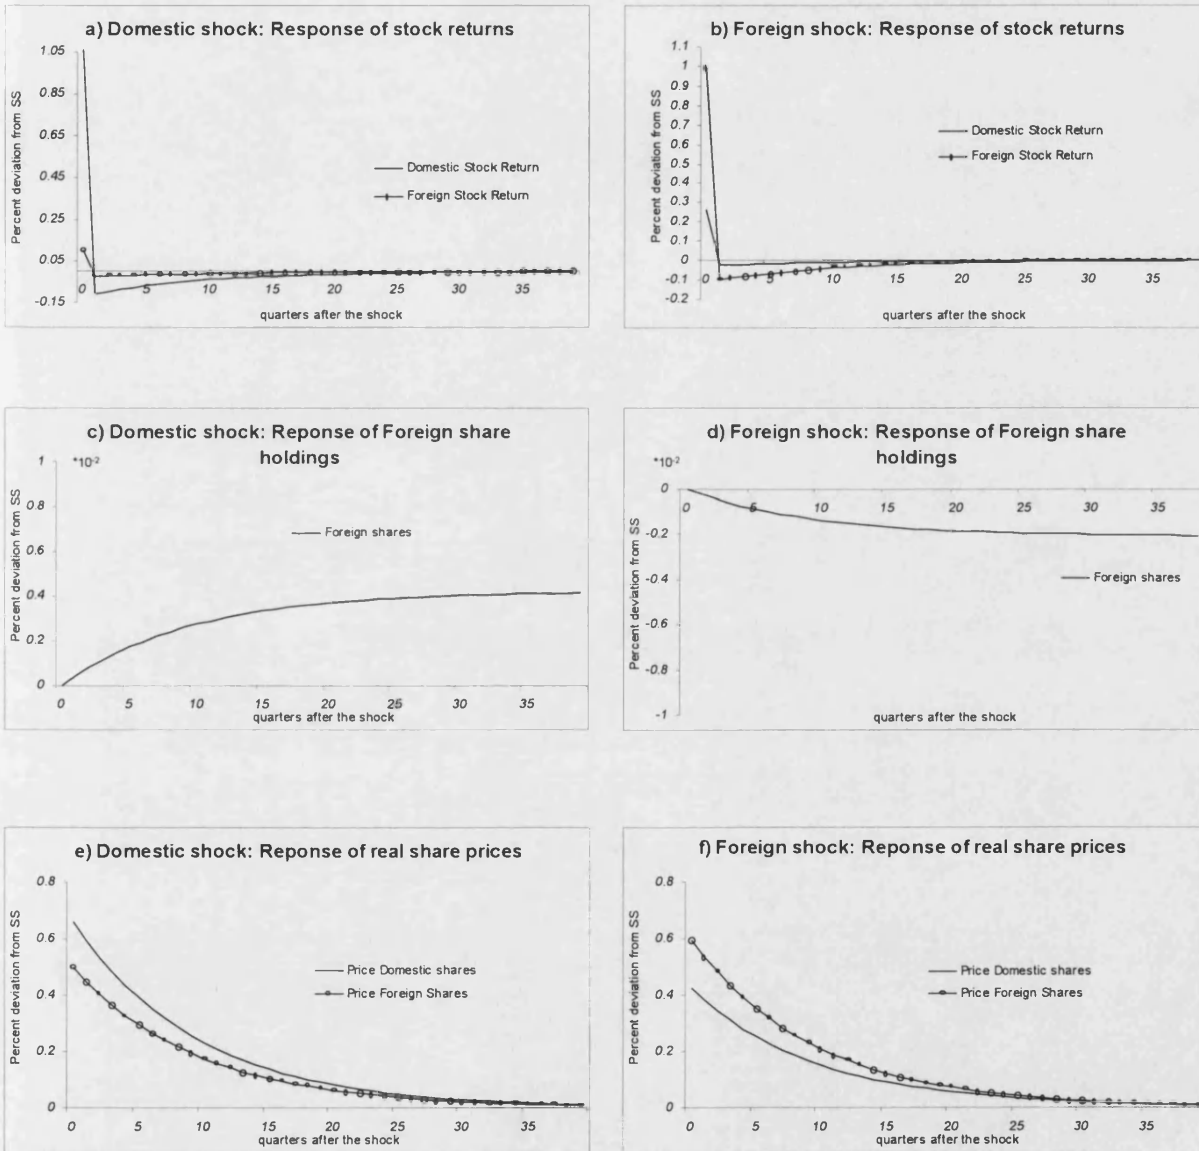 a) Domestic shock: Response of stock returns
1.05
0.85
0.65
0.45
0.25
0.05
-0.15
Percent deviation from SS
Domestic Stock Return
Foreign Stock Return
0 5 10 15 20 25 30 35
quarters after the shock
b) Foreign shock: Response of stock returns
1.1
1
0.9
0.8
0.7
0.6
0.5
0.4
0.3
0.2
0.1
0
-0.1
-0.2
Percent deviation from SS
Domestic Stock Return
Foreign Stock Return
0 5 10 15 20 25 30 35
quarters after the shock
c) Domestic shock: Reponse of Foreign share
holdings
*10-2
1
0.8
0.6
0.4
0.2
0
Percent deviation from SS
Foreign shares
0 5 10 15 20 25 30 35
quarters after the shock
d) Foreign shock: Response of Foreign share
holdings
*10-2
0
-0.2
-0.4
-0.6
-0.8
-1
Percent deviation from SS
0 5 10 15 20 25 30 35
Foreign shares
quarters after the shock
e) Domestic shock: Reponse of real share prices
0.8
0.6
0.4
0.2
0
Percent deviation from SS
Price Domestic shares
Price Foreign Shares
0 5 10 15 20 25 30 35
quarters after the shock
f) Foreign shock: Reponse of real share prices
0.8
0.6
0.4
0.2
0
Percent deviation from SS
Price Domestic shares
Price Foreign Shares
0 5 10 15 20 25 30 35
quarters after the shock